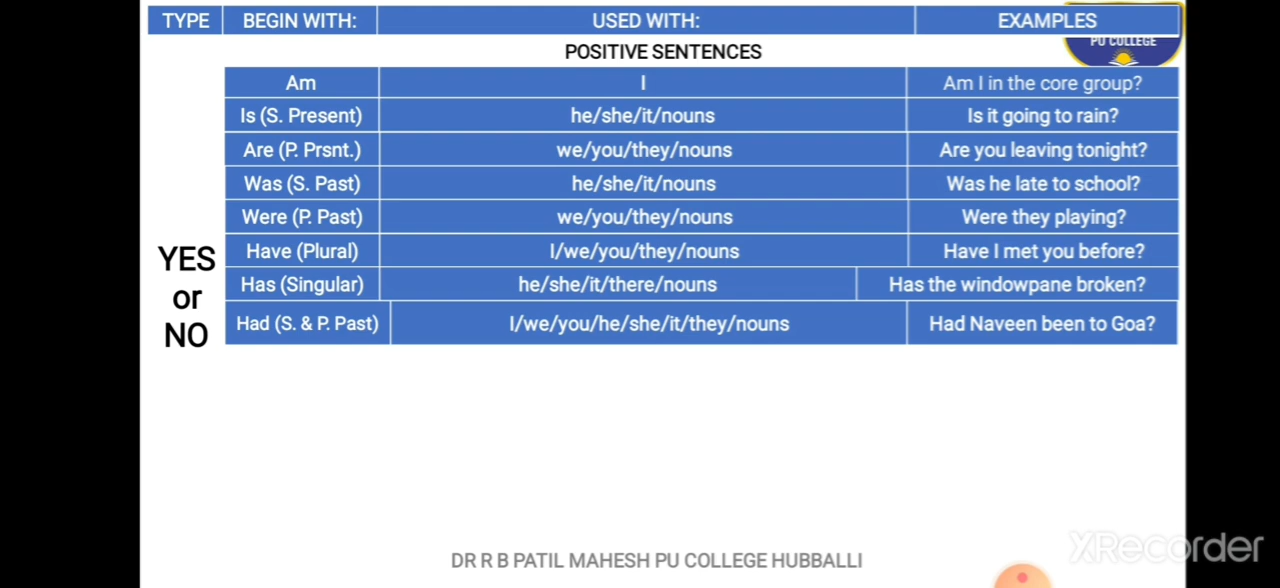 TYPE BEGIN WITH: USED WITH: EXAMPLES
PU COLLEGE
POSITIVE SENTENCES
Am I Am I in the core group?
Is (S. Present) he/she/it/nouns Is it going to rain?
Are (P. Prsnt.) we/you/they/nouns Are you leaving tonight?
Was (S. Past) he/she/it/nouns Was he late to school?
Were (P. Past) we/you/they/nouns Were they playing?
YES or NO
Have (Plural) I/we/you/they/nouns Have I met you before?
Has (Singular) he/she/it/there/nouns Has the windowpane broken?
Had (S. & P. Past) I/we/you/he/she/it/they/nouns Had Naveen been to Goa?
DR R B PATIL MAHESH PU COLLEGE HUBBALLI
XRecorder